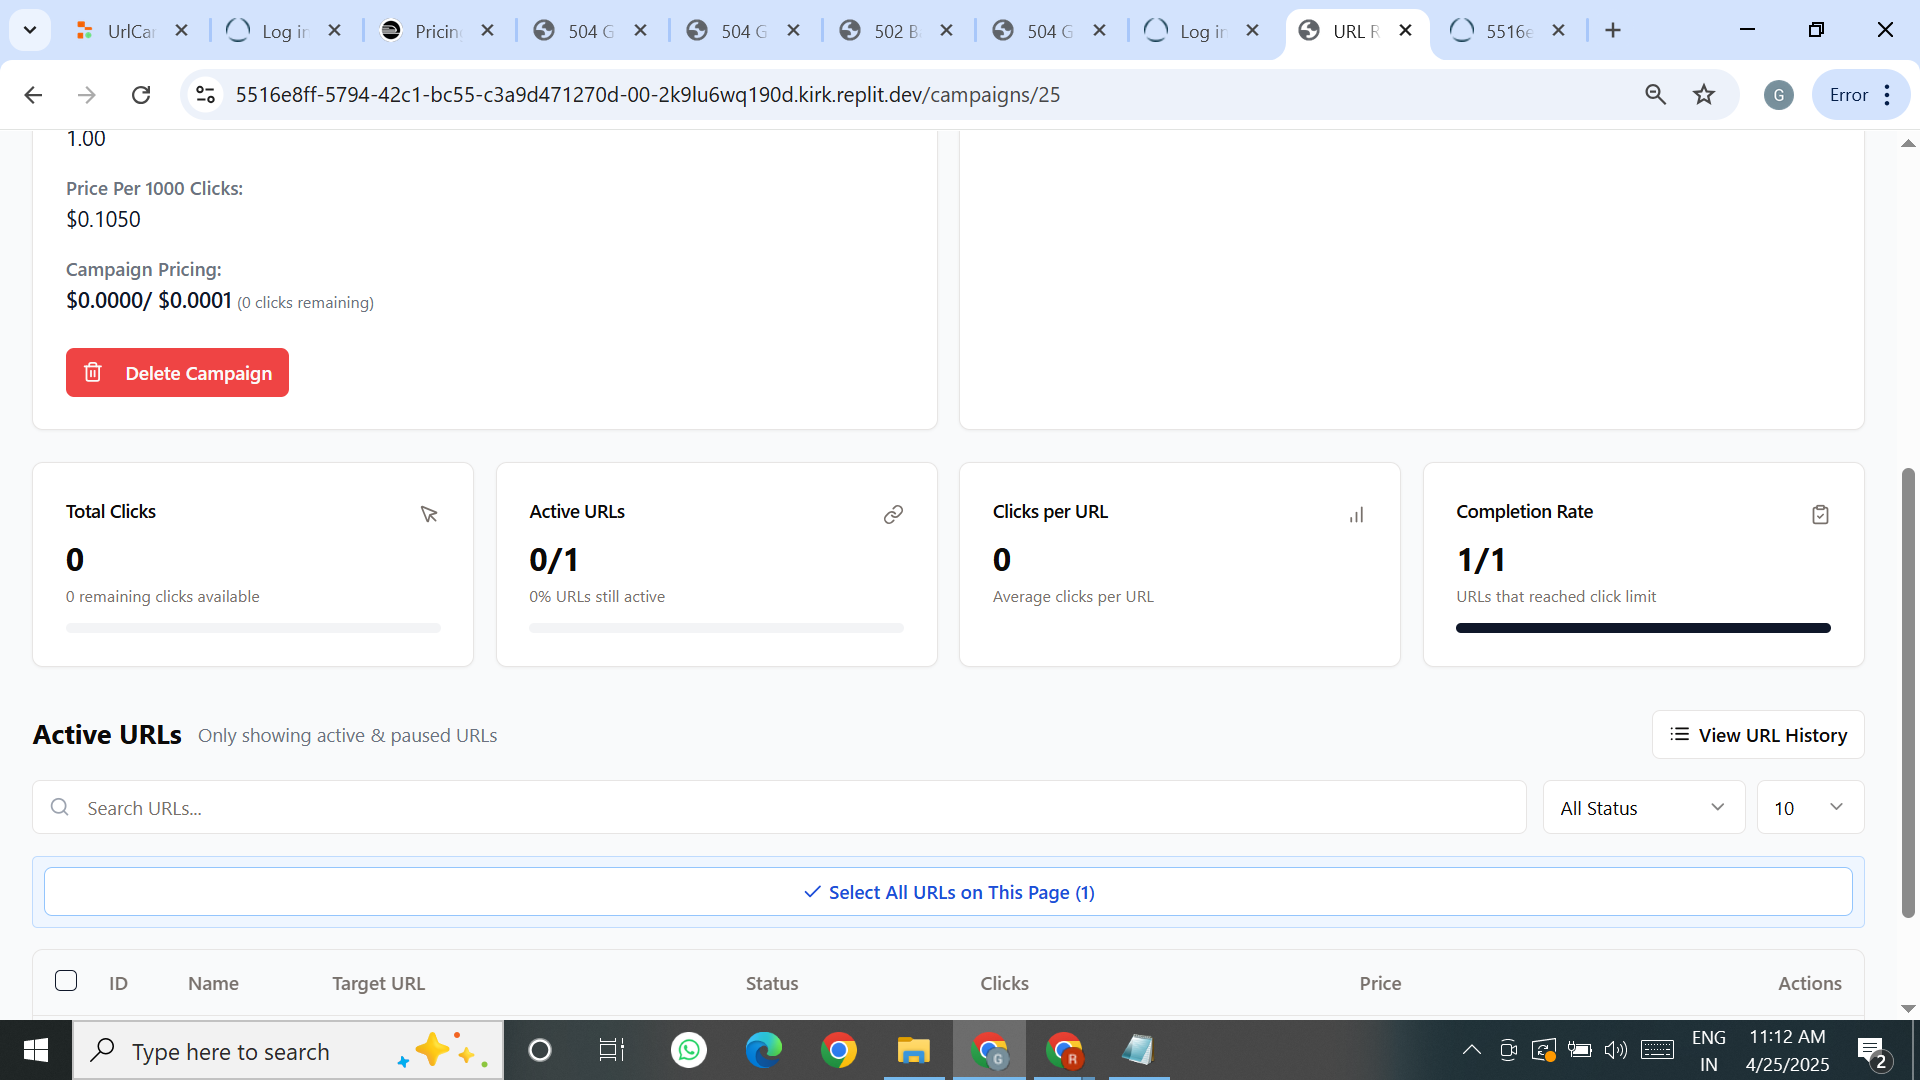 UrlCar
Log in
Pricing
504 G
504 G
502 B
504 G
Log in
URL R
5516e
5516e8ff-5794-42c1-bc55-c3a9d471270d-00-2k9lu6wq190d.kirk.replit.dev/campaigns/25
G
Error
1.00
Price Per 1000 Clicks:
$0.1050
Campaign Pricing:
$0.0000/ $0.0001 (0 clicks remaining)
Delete Campaign
Total Clicks
0
0 remaining clicks available
Active URLs
0/1
0% URLs still active
Clicks per URL
0
Average clicks per URL
Completion Rate
1/1
URLs that reached click limit
Active URLs Only showing active & paused URLs
View URL History
Search URLs...
All Status
10
Select All URLs on This Page (1)
ID Name Target URL Status Clicks Price Actions
Type here to search
G
R
ENG
IN
11:12 AM
4/25/2025
2